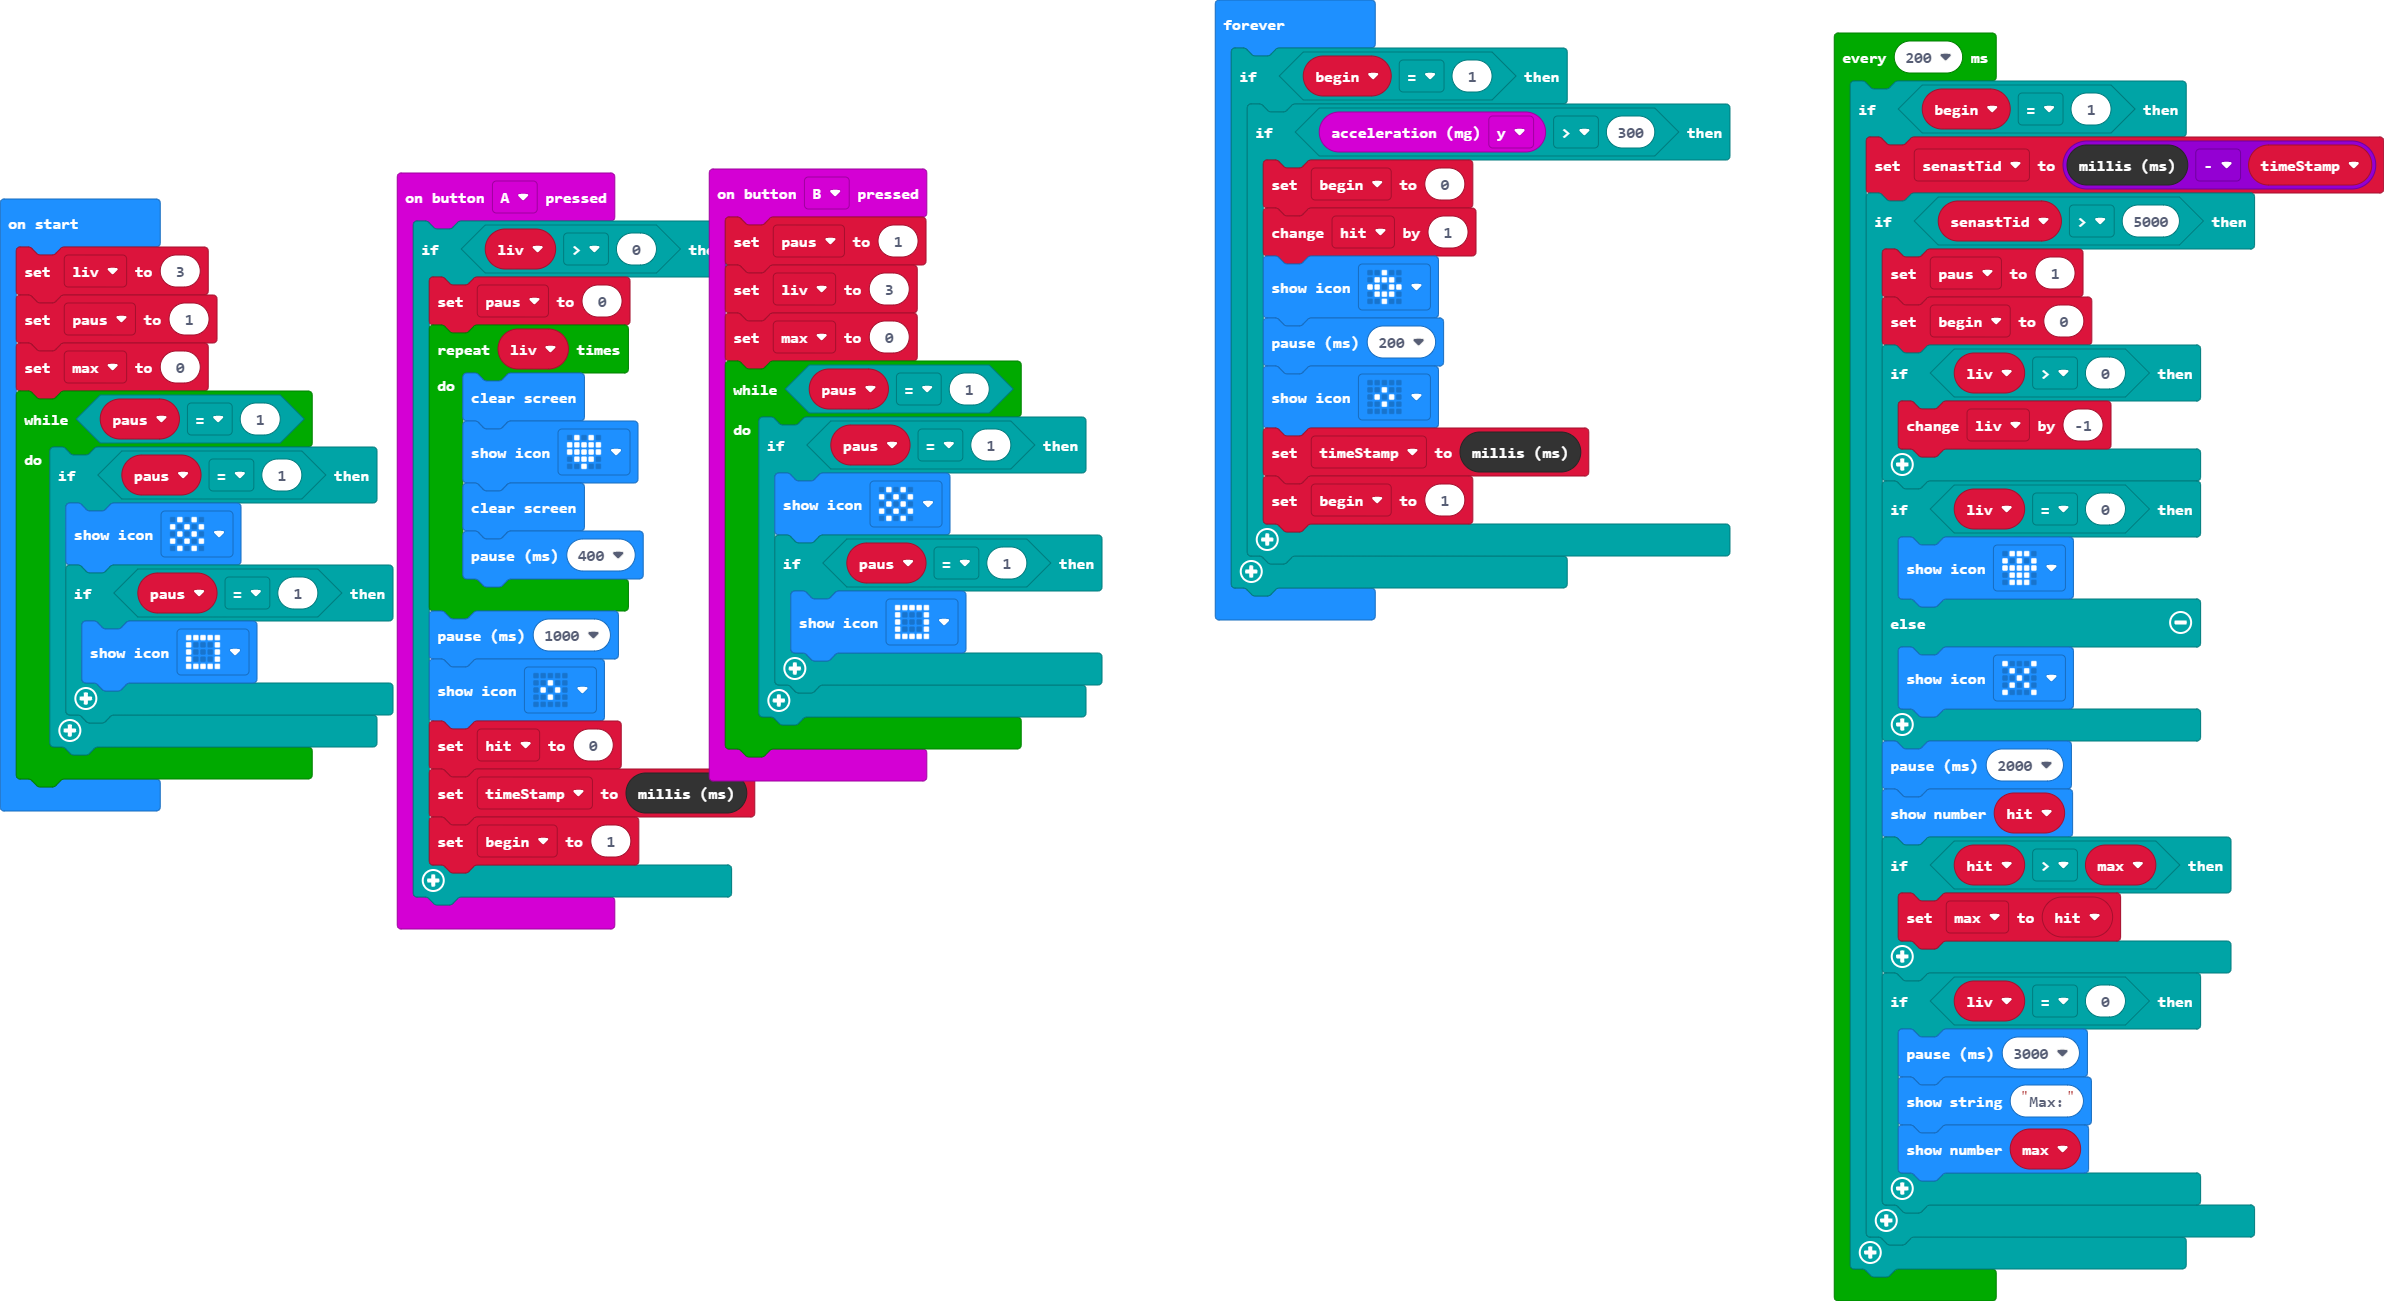 on start
set liv to 3
set paus to 1
set max to 0
while paus = 1
do
if paus = 1 then
show icon
if paus = 1 then
show icon
on button A pressed
if liv > 0 the
set paus to 0
repeat liv times
do
clear screen
show icon
clear screen
pause (ms) 400
pause (ms) 1000
show icon
set hit to 0
set timeStamp to millis (ms)
set begin to 1
on button B pressed
set paus to 1
set liv to 3
set max to 0
while paus = 1
do
if paus = 1 then
show icon
if paus = 1 then
show icon
forever
if begin = 1 then
if acceleration (mg) y > 300 then
set begin to 0
change hit by 1
show icon
pause (ms) 200
show icon
set timeStamp to millis (ms)
set begin to 1
every 200 ms
if begin = 1 then
set senastTid to millis (ms) - timeStamp
if senastTid > 5000 then
set paus to 1
set begin to 0
if liv > 0 then
change liv by -1
if liv = 0 then
show icon
else
show icon
pause (ms) 2000
show number hit
if hit > max then
set max to hit
if liv = 0 then
pause (ms) 3000
show string "Max:"
show number max